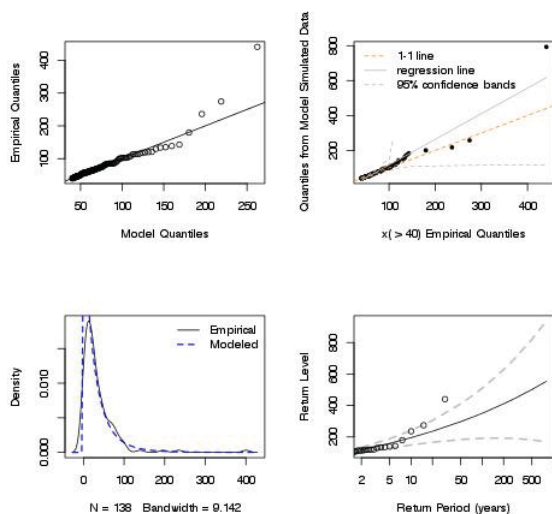 Empirical Quantiles
400
300
200
100
50
100
150
200
250
Model Quantiles
Quantiles from Model Simulated Data
800
600
400
200
1-1 line
regression line
95% confidence bands
100
200
300
400
x( > 40) Empirical Quantiles
Density
0.010
0.000
Empirical
Modeled
0
100
200
300
400
N = 138 Bandwidth = 9.142
Return Level
800
600
400
200
2
5
10
50
100
200
500
Return Period (years)